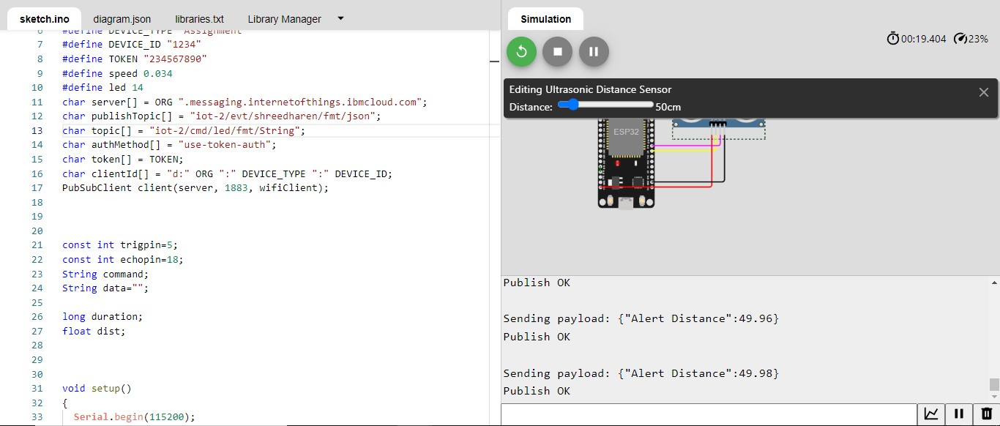 sketch.ino diagram.json libraries.txt Library Manager
6 #define DEVICE_TYPE "Assignment"
7 #define DEVICE_ID "1234"
8 #define TOKEN "234567890"
9 #define speed 0.034
10 #define led 14
11 char server[] = ORG ".messaging.internetofthings.ibmcloud.com";
12 char publishTopic[] = "iot-2/evt/shreedharen/fmt/json";
13 char topic[] = "iot-2/cmd/led/fmt/String";
14 char authMethod[] = "use-token-auth";
15 char token[] = TOKEN;
16 char clientId[] = "d:" ORG ":" DEVICE_TYPE ":" DEVICE_ID;
17 PubSubClient client(server, 1883, wifiClient);
18
19
20
21 const int trigpin=5;
22 const int echopin=18;
23 String command;
24 String data="";
25
26 long duration;
27 float dist;
28
29
30
31 void setup()
32 {
33 Serial.begin(115200);
Simulation
00:19.404 23%
Editing Ultrasonic Distance Sensor
Distance: 50cm
ESP32
Publish OK
Sending payload: {"Alert Distance":49.96}
Publish OK
Sending payload: {"Alert Distance":49.98}
Publish OK